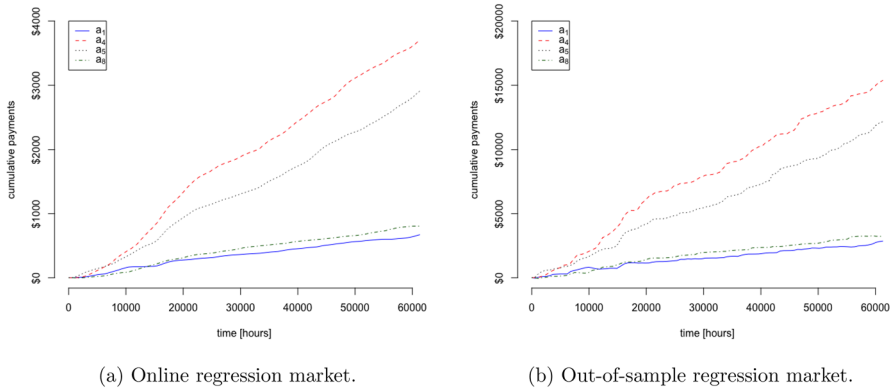 a1
a4
a5
a8
$4000
$3000
$2000
$1000
$0
cumulative payments
0 10000 20000 30000 40000 50000 60000
time [hours]
(a) Online regression market.
a1
a4
a5
a8
$20000
$15000
$10000
$5000
$0
cumulative payments
0 10000 20000 30000 40000 50000 60000
time [hours]
(b) Out-of-sample regression market.